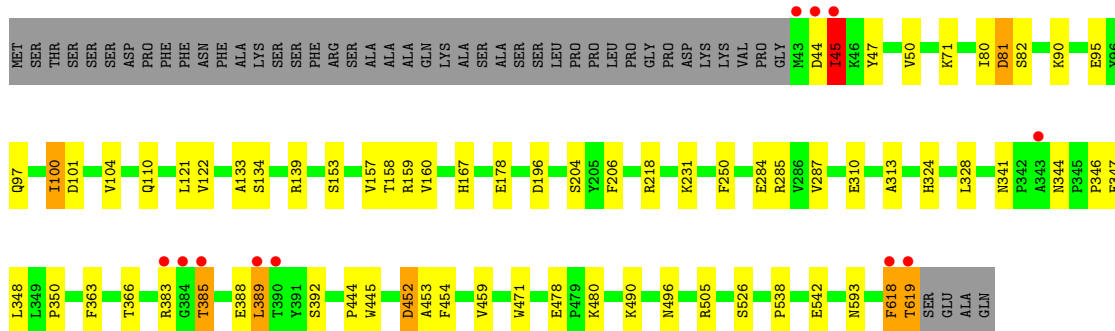 MET SER THR SER SER SER ASP PRO PHE PHE ASN PHE ALA LYS SER SER PHE ARG SER ALA ALA ALA GLN LYS ALA SER ALA SER SER LEU PRO PRO LEU PRO PRO GLY PRO ASP LYS LYS VAL PRO GLY M43 D44 I45 K46 Y47 V50 K71 I80 D81 S82 K90 E95 Y96
Q97 I100 D101 V104 Q110 L121 V122 A133 S134 R139 S153 V157 T158 R159 V160 H167 E178 D196 S204 Y205 F206 R218 K231 F250 E284 R285 V286 V287 E310 A313 H324 L328 N341 P342 A343 N344 P345 P346 E347
L348 L349 P350 F363 T366 R383 G384 T385 E388 L389 T390 Y391 S392 P444 W445 D452 A453 F454 V459 W471 E478 P479 K480 K490 N496 R505 S526 P538 E542 N593 F618 T619 SER GLU ALA GLN